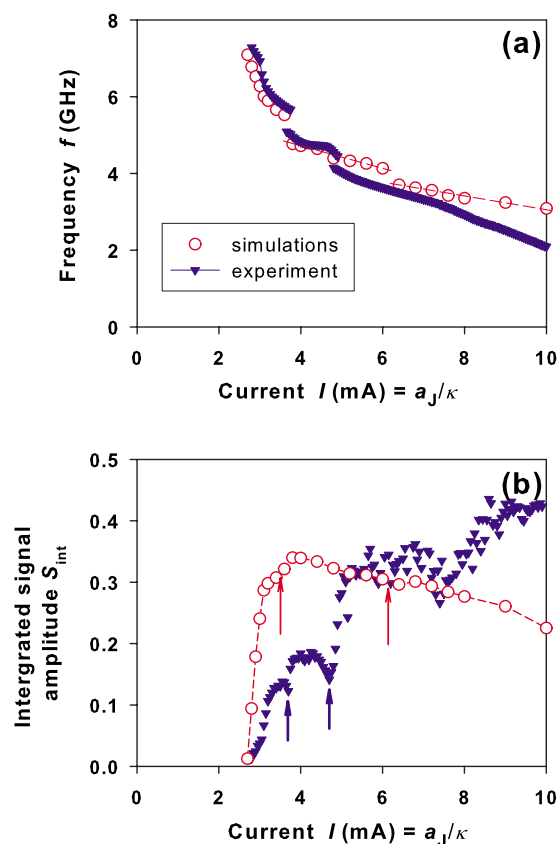 (a)
8
6
4
2
0
Frequency f (GHz)
simulations
experiment
0 2 4 6 8 10
Current I (mA) = aJ/κ
(b)
0.5
0.4
0.3
0.2
0.1
0.0
Intergrated signal
amplitude Sint
0 2 4 6 8 10
Current I (mA) = aJ/κ